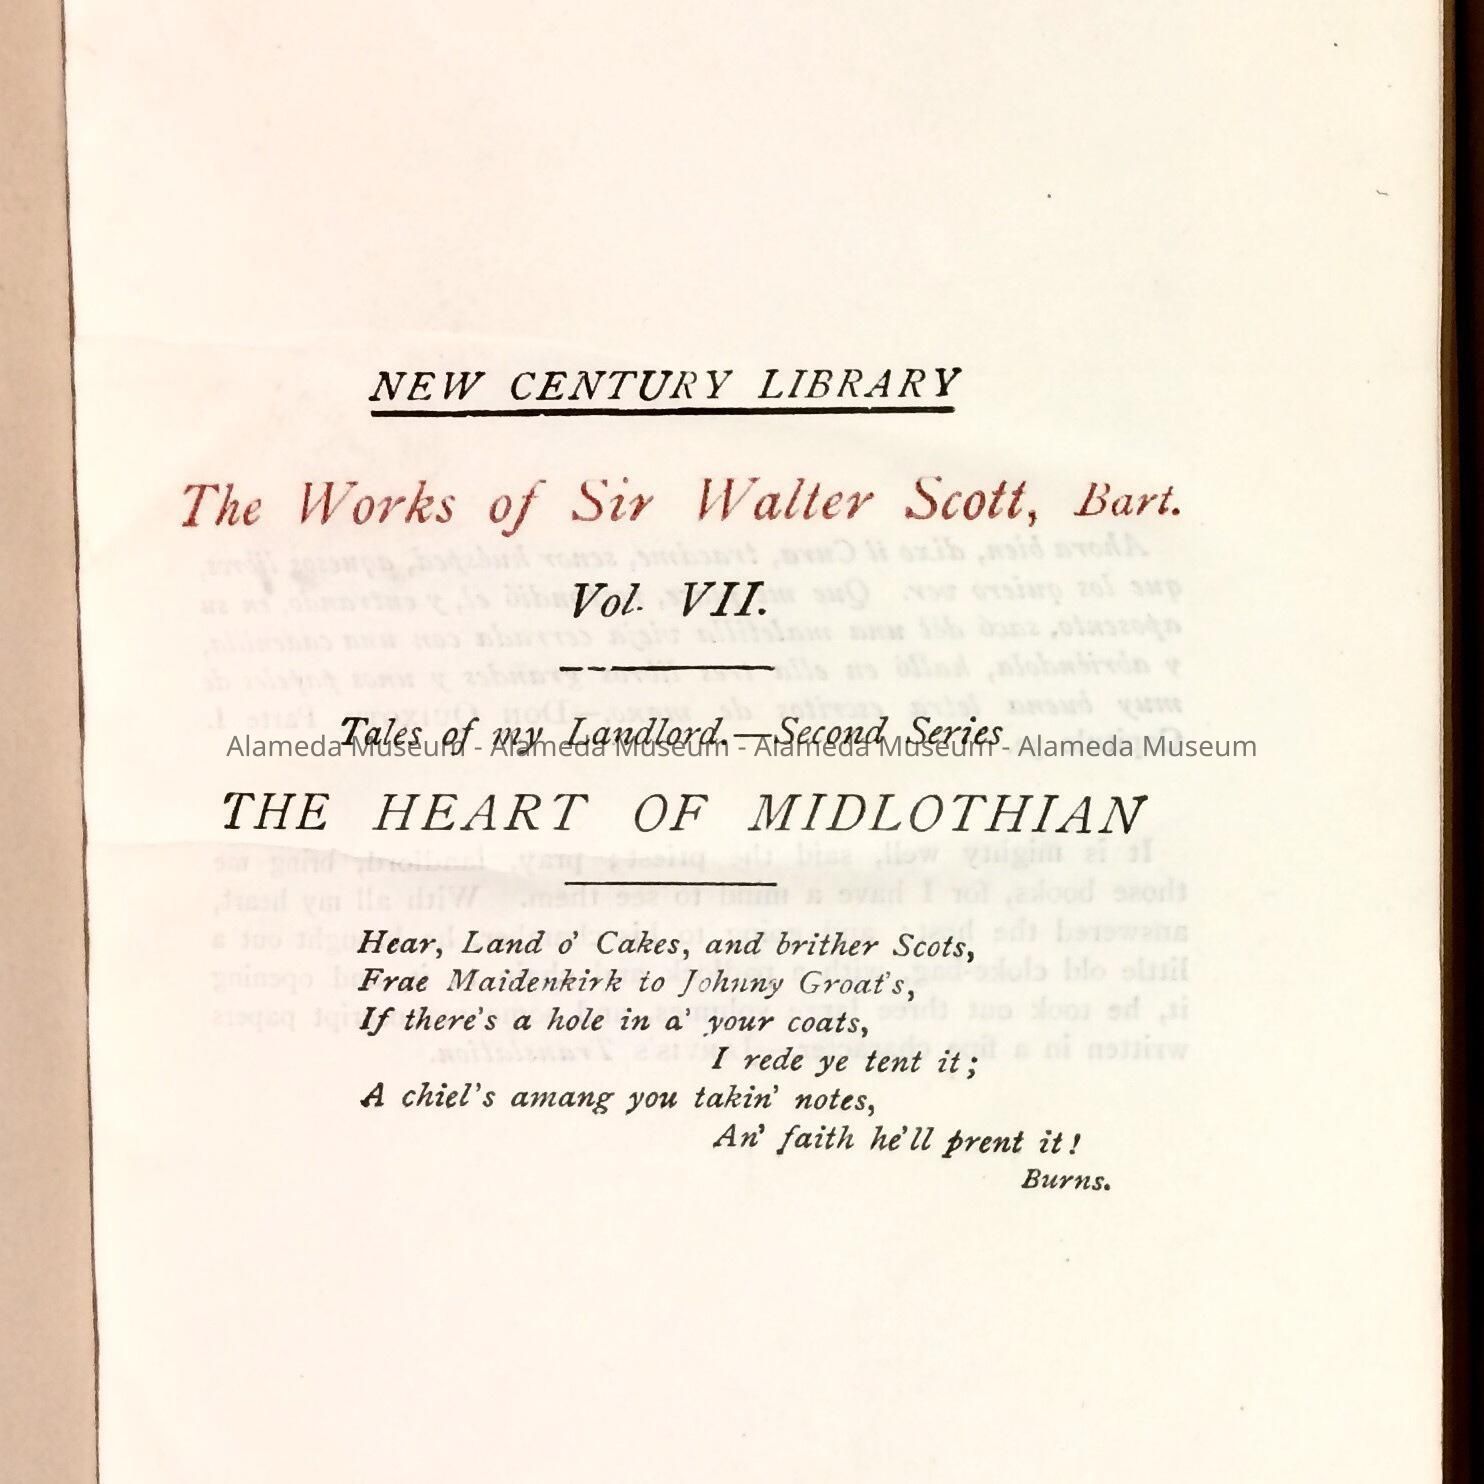 NEW CENTURY LIBRARY
The Works of Sir Walter Scott, Bart.
Vol. VII.
Tales of my Landlord.—Second Series
Alameda Museum - Alameda Museum - Alameda Museum - Alameda Museum
THE HEART OF MIDLOTHIAN
Hear, Land o' Cakes, and brither Scots,
Frae Maidenkirk to Johnny Groat's,
If there's a hole in a' your coats,
I rede ye tent it;
A chiel's amang you takin' notes,
An' faith he'll prent it!
Burns.